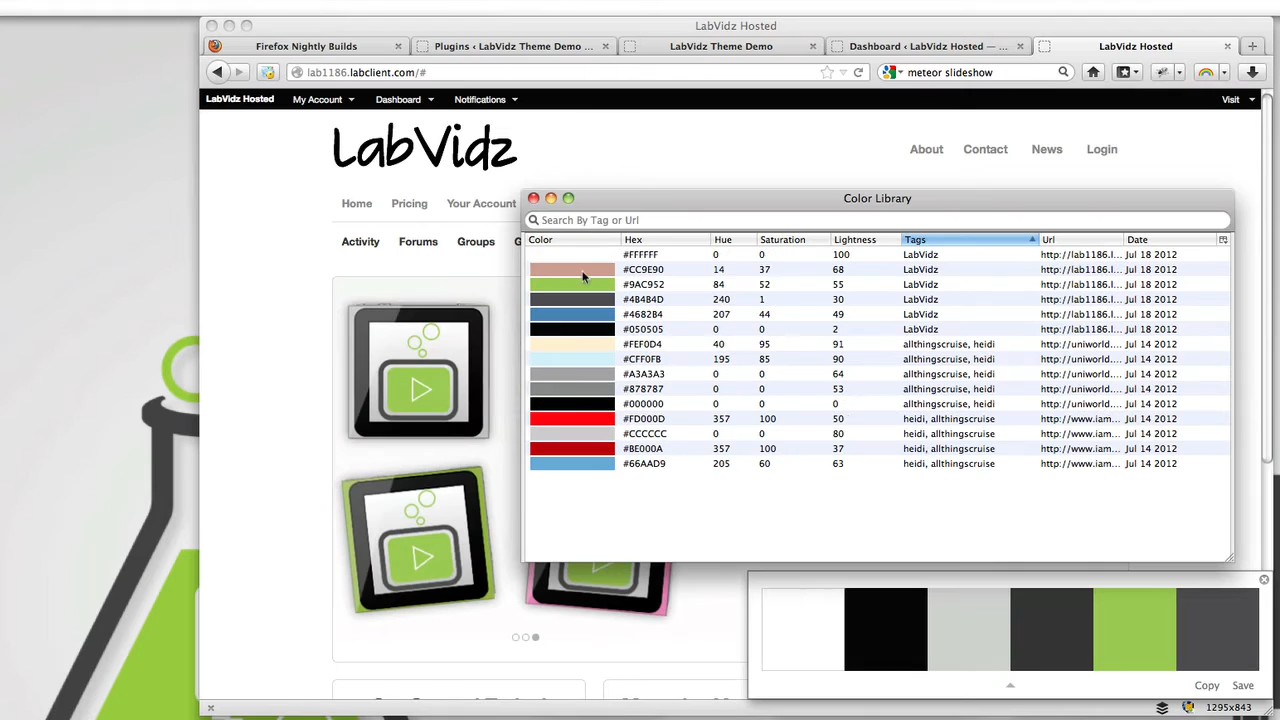 LabVidz Hosted
Firefox Nightly Builds
Plugins ‹ LabVidz Theme Demo ...
LabVidz Theme Demo
Dashboard ‹ LabVidz Hosted — ...
LabVidz Hosted
lab1186.labclient.com/#
meteor slideshow
LabVidz Hosted My Account Dashboard Notifications Visit
LabVidz
About Contact News Login
Home Pricing Your Account
Activity Forums Groups
Color Library
Search By Tag or Url
Color Hex Hue Saturation Lightness Tags Url Date
#FFFFFF 0 0 100 LabVidz http://lab1186.l... Jul 18 2012
#CC9E90 14 37 68 LabVidz http://lab1186.l... Jul 18 2012
#9AC952 84 52 55 LabVidz http://lab1186.l... Jul 18 2012
#4B4B4D 240 1 30 LabVidz http://lab1186.l... Jul 18 2012
#4682B4 207 44 49 LabVidz http://lab1186.l... Jul 18 2012
#050505 0 0 2 LabVidz http://lab1186.l... Jul 18 2012
#FEF0D4 40 95 91 allthingscruise, heidi http://uniworld.... Jul 14 2012
#CFF0FB 195 85 90 allthingscruise, heidi http://uniworld.... Jul 14 2012
#A3A3A3 0 0 64 allthingscruise, heidi http://uniworld.... Jul 14 2012
#878787 0 0 53 allthingscruise, heidi http://uniworld.... Jul 14 2012
#000000 0 0 0 allthingscruise, heidi http://uniworld.... Jul 14 2012
#FD000D 357 100 50 heidi, allthingscruise http://www.iam... Jul 14 2012
#CCCCCC 0 0 80 heidi, allthingscruise http://www.iam... Jul 14 2012
#BE000A 357 100 37 heidi, allthingscruise http://www.iam... Jul 14 2012
#66AAD9 205 60 63 heidi, allthingscruise http://www.iam... Jul 14 2012
Copy Save
1295x843